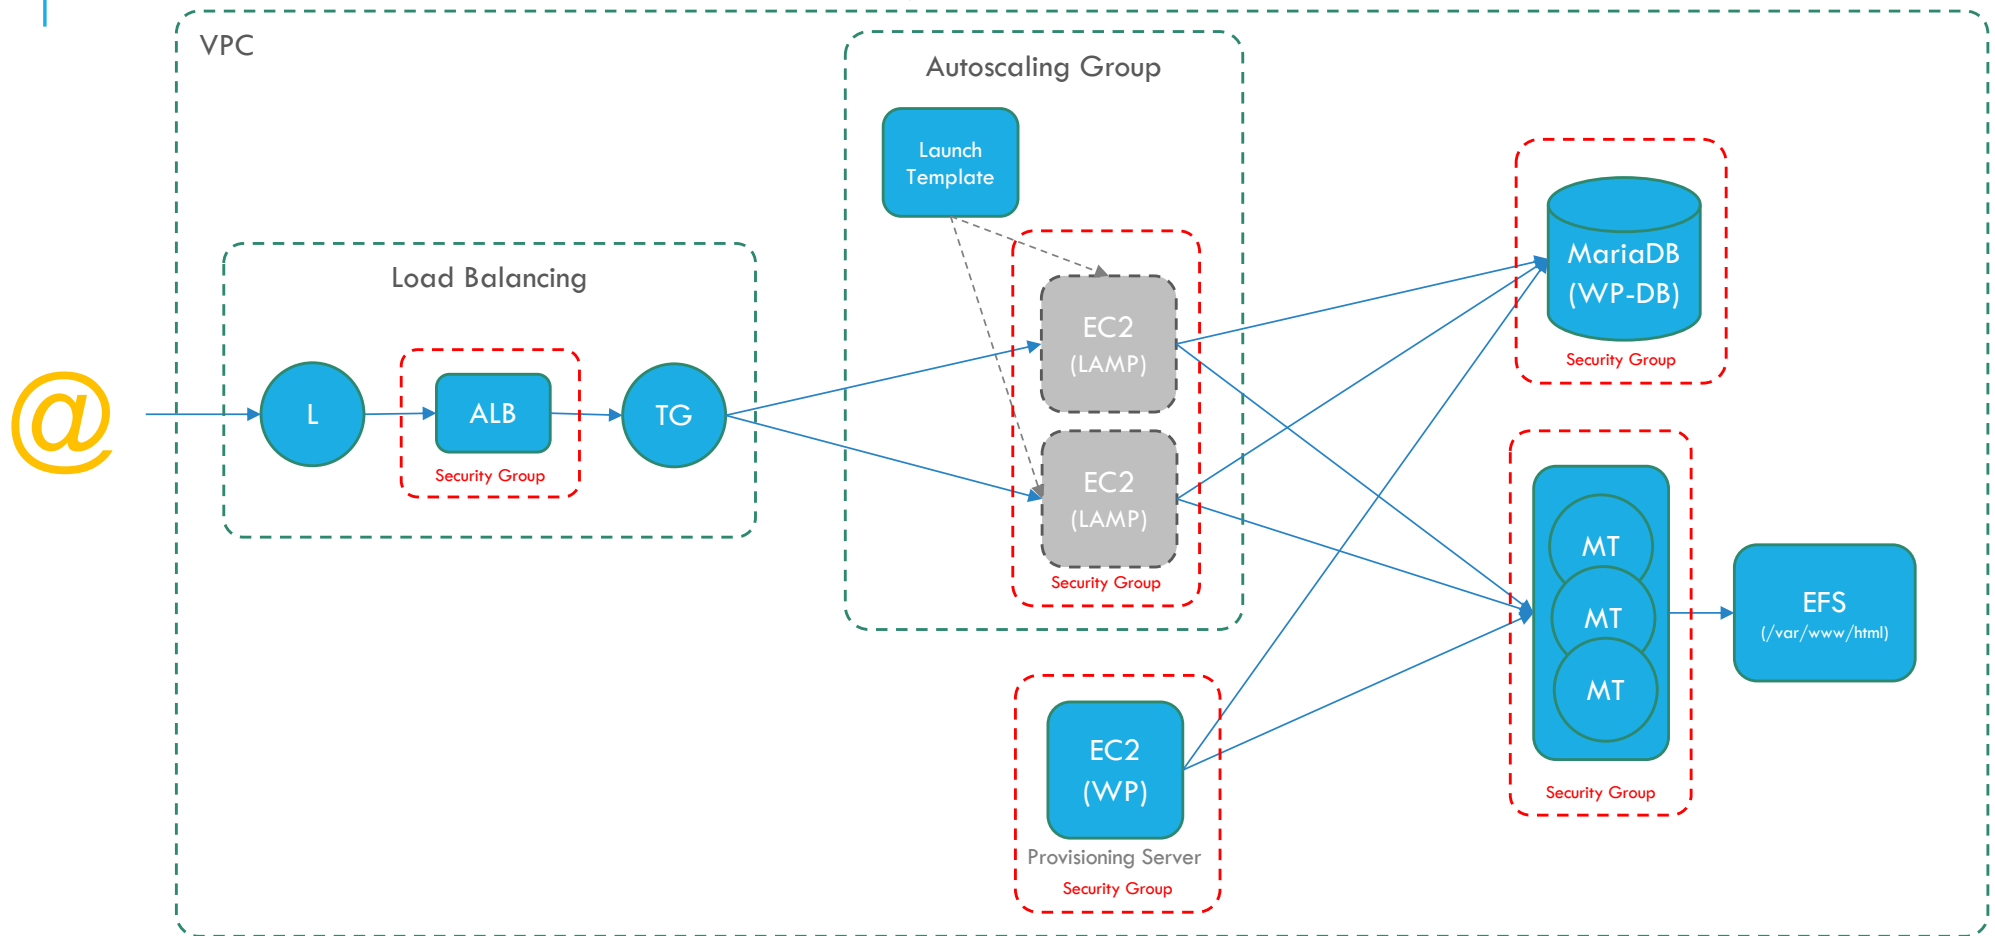 VPC
Autoscaling Group
Launch
Template
Load Balancing
@
L
ALB
Security Group
TG
EC2
(LAMP)
EC2
(LAMP)
Security Group
MariaDB
(WP-DB)
Security Group
MT
MT
MT
Security Group
EFS
(/var/www/html)
EC2
(WP)
Provisioning Server
Security Group